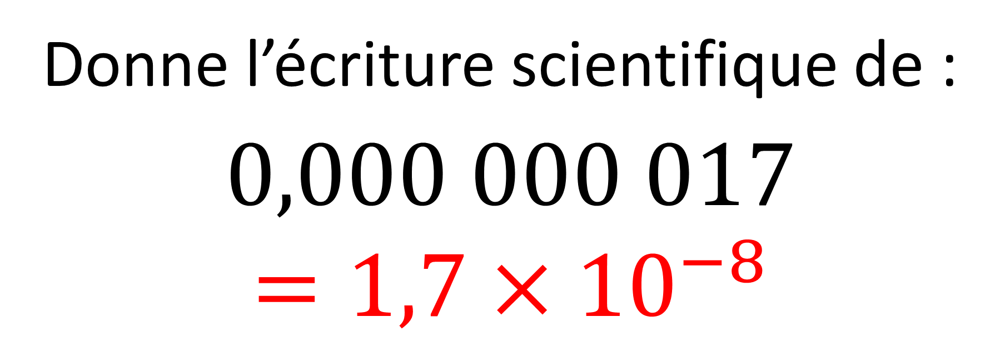 Donne l’écriture scientifique de :
0,000 000 017
= 1,7 × 10⁻⁸